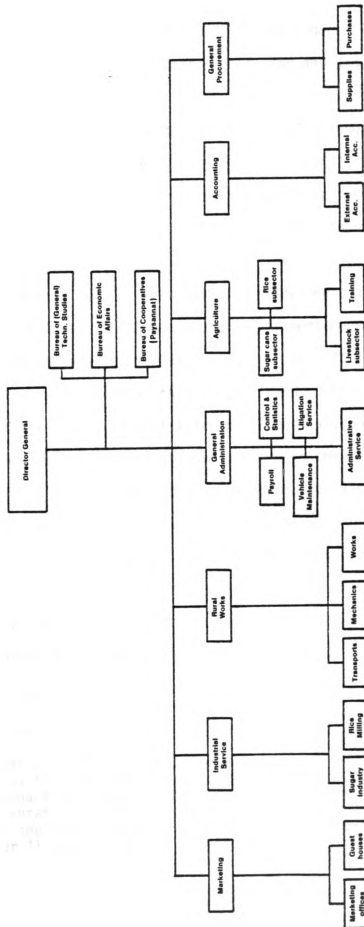 Director General
Bureau of (General)
Techn. Studies
Bureau of Economic
Affairs
Bureau of Cooperatives
(Paysannat)
Marketing
Industrial
Service
Rural
Works
General
Administration
Agriculture
Accounting
General
Procurement
Marketing
offices
Guest
houses
Sugar
Industry
Rice
Milling
Transports
Mechanics
Works
Payroll
Control &
Statistics
Vehicle
Maintenance
Litigation
Service
Administrative
Service
Sugar cane
subsector
Rice
subsector
Livestock
subsector
Training
External
Acc.
Internal
Acc.
Supplies
Purchases